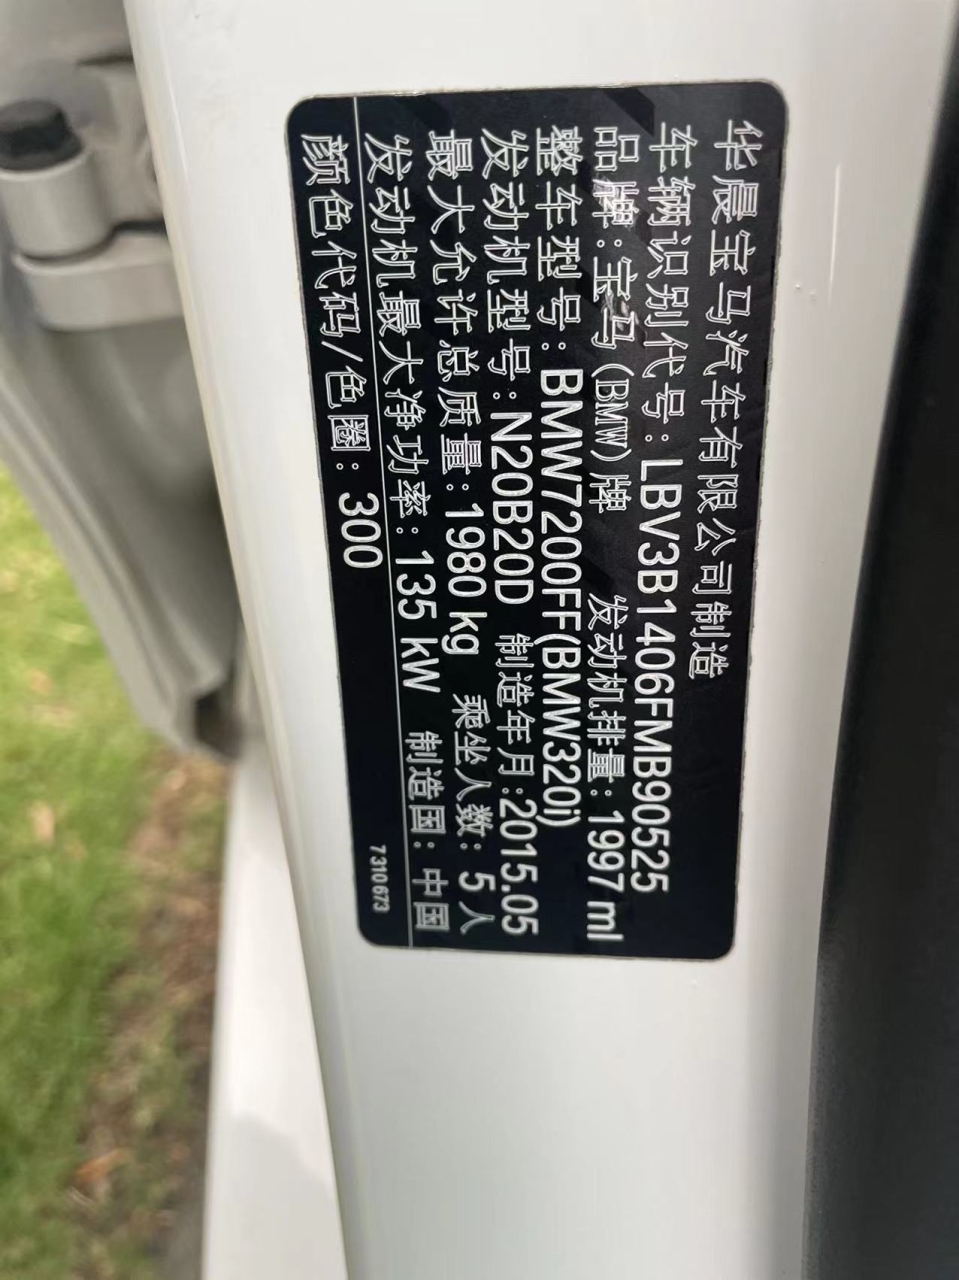 华晨宝马汽车有限公司制造
车辆识别代号:LBV3B1406FMB90525
品牌:宝马(BMW)牌 发动机排量:1997 ml
整车型号:BMW7200FF(BMW320i)
发动机型号:N20B20D 制造年月:2015.05
最大允许总质量:1980 kg 乘坐人数:5人
发动机最大净功率:135 kW 制造国:中国
颜色代码/色圈:300 7310673